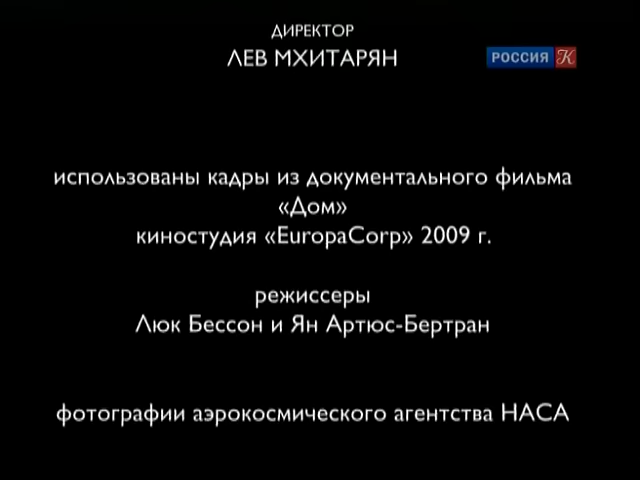 ДИРЕКТОР
ЛЕВ МХИТАРЯН
РОССИЯ К
использованы кадры из документального фильма
«Дом»
киностудия «EuropaCorp» 2009 г.
режиссеры
Люк Бессон и Ян Артюс-Бертран
фотографии аэрокосмического агентства НАСА